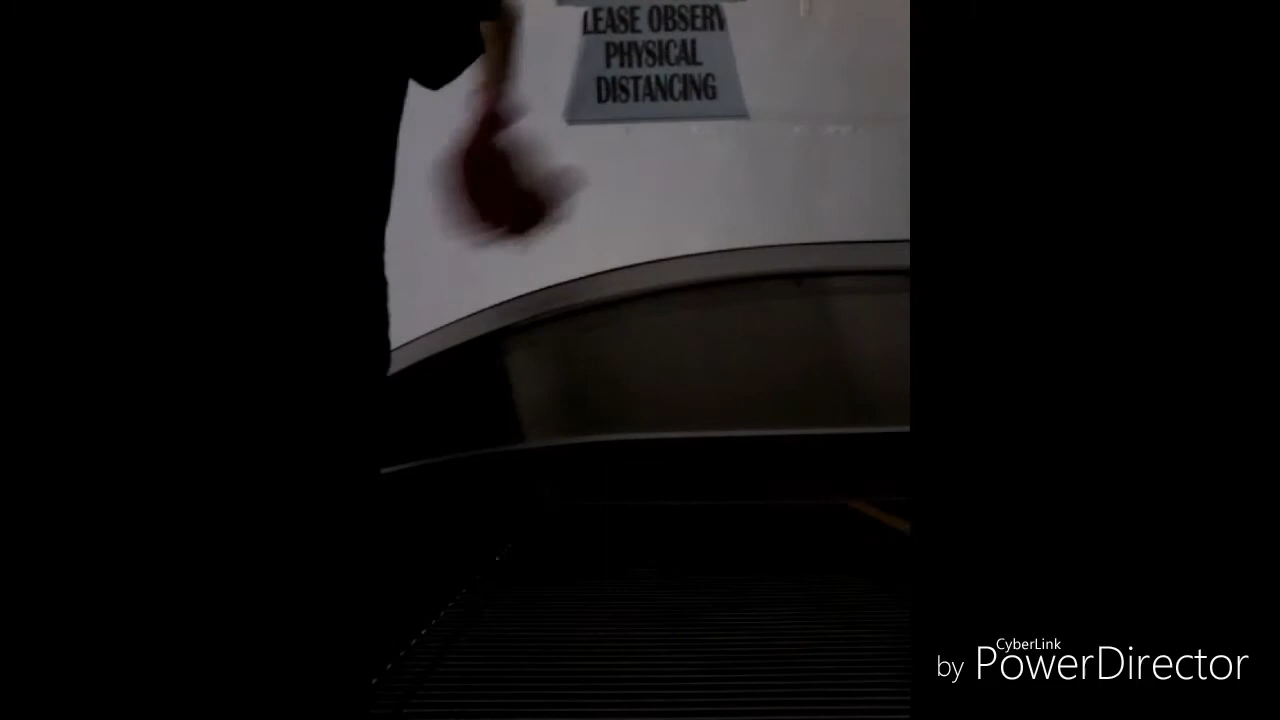 LEASE OBSERV
PHYSICAL
DISTANCING
CyberLink
by PowerDirector